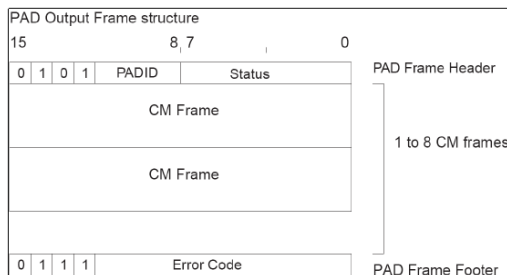 PAD Output Frame structure
15 8 7 0
0 1 0 1 PADID Status PAD Frame Header
CM Frame
1 to 8 CM frames
CM Frame
0 1 1 1 Error Code PAD Frame Footer